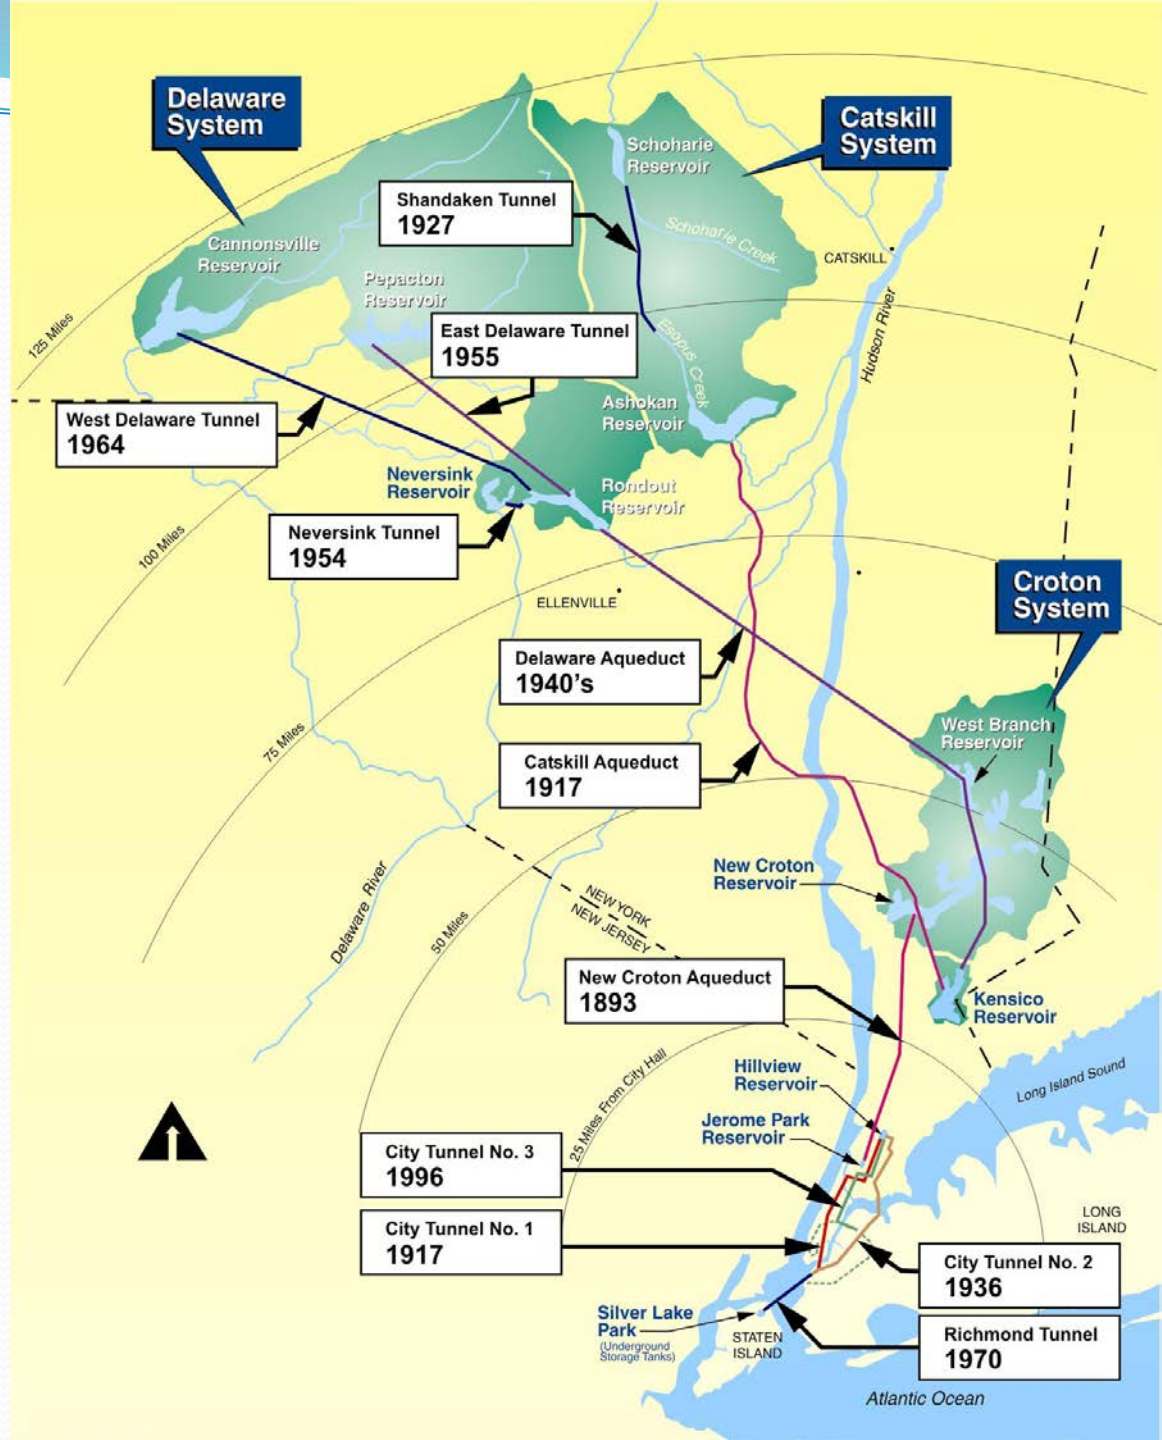 Delaware
System
Catskill
System
Schoharie
Reservoir
Shandaken Tunnel
1927
Schoharie Creek
Cannonsville
Reservoir
CATSKILL
Pepacton
Reservoir
East Delaware Tunnel
1955
Esopus Creek
Hudson River
125 Miles
West Delaware Tunnel
1964
Ashokan
Reservoir
Neversink
Reservoir
Rondout
Reservoir
Neversink Tunnel
1954
100 Miles
ELLENVILLE
Croton
System
Delaware Aqueduct
1940's
75 Miles
West Branch
Reservoir
Catskill Aqueduct
1917
New Croton
Reservoir
Delaware River
50 Miles
NEW YORK
NEW JERSEY
New Croton Aqueduct
1893
Kensico
Reservoir
25 Miles From City Hall
Hillview
Reservoir
Long Island Sound
Jerome Park
Reservoir
City Tunnel No. 3
1996
City Tunnel No. 1
1917
LONG
ISLAND
City Tunnel No. 2
1936
Silver Lake
Park
(Underground
Storage Tanks)
STATEN
ISLAND
Richmond Tunnel
1970
Atlantic Ocean